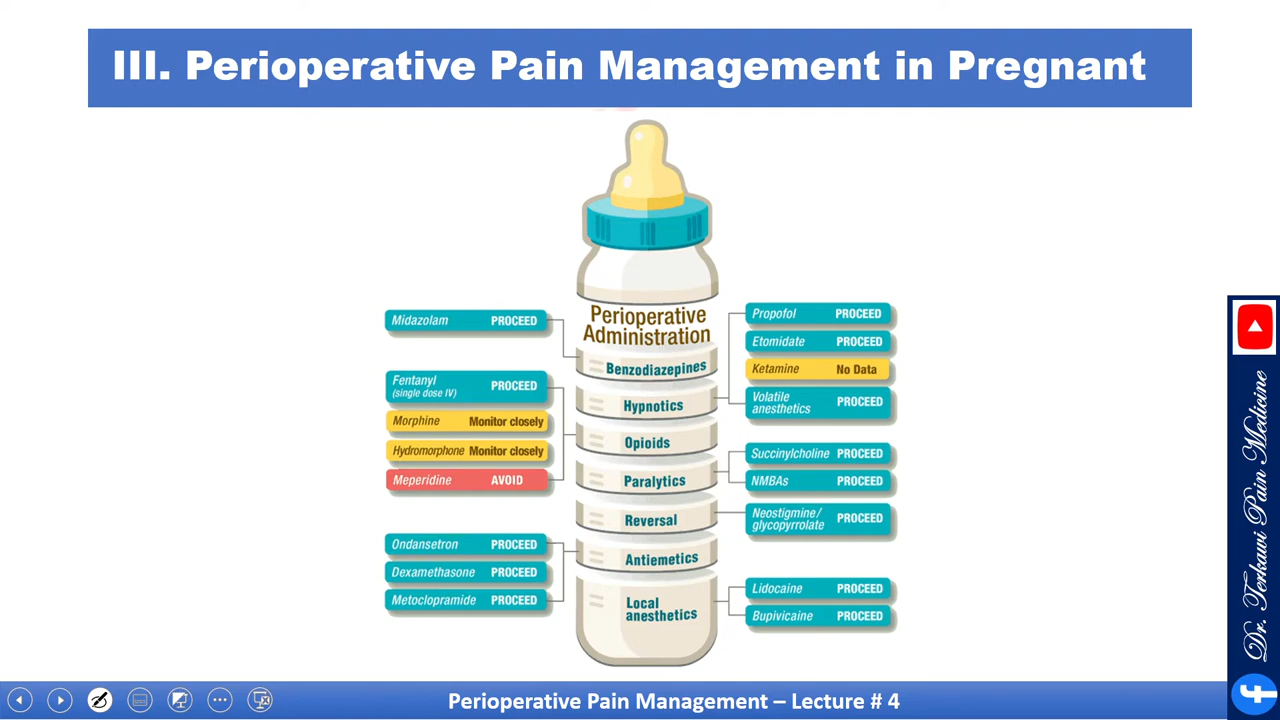 III. Perioperative Pain Management in Pregnant
Perioperative
Administration
Midazolam PROCEED
Benzodiazepines
Propofol PROCEED
Etomidate PROCEED
Ketamine No Data
Volatile
anesthetics PROCEED
Hypnotics
Fentanyl
(single dose IV) PROCEED
Morphine Monitor closely
Hydromorphone Monitor closely
Meperidine AVOID
Opioids
Succinylcholine PROCEED
NMBAs PROCEED
Paralytics
Neostigmine/
glycopyrrolate PROCEED
Reversal
Ondansetron PROCEED
Dexamethasone PROCEED
Metoclopramide PROCEED
Antiemetics
Lidocaine PROCEED
Bupivicaine PROCEED
Local
anesthetics
Dr. Terkawi Pain Medicine
Perioperative Pain Management – Lecture # 4